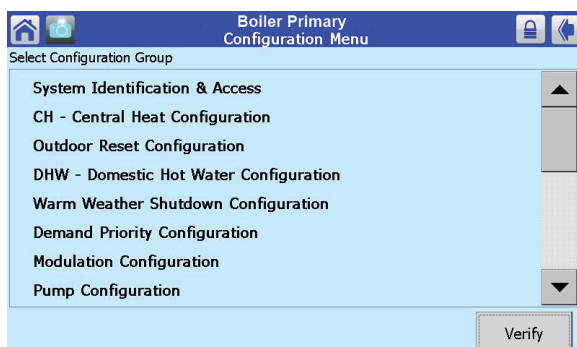 Boiler Primary
Configuration Menu
Select Configuration Group
System Identification & Access
CH - Central Heat Configuration
Outdoor Reset Configuration
DHW - Domestic Hot Water Configuration
Warm Weather Shutdown Configuration
Demand Priority Configuration
Modulation Configuration
Pump Configuration
Verify